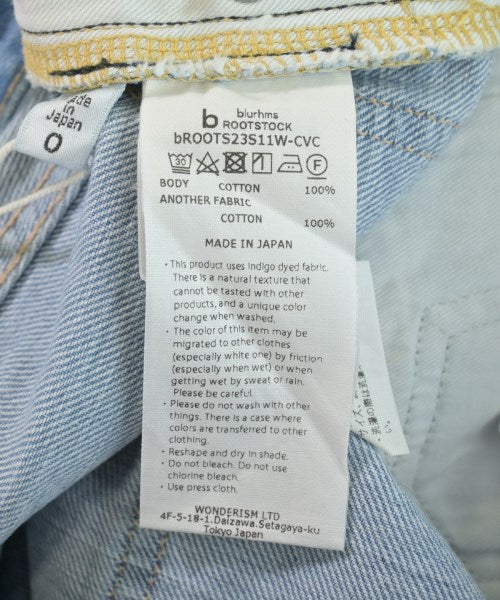 Made
in
Japan
0
b blurhms
ROOTSTOCK
bROOTS23S11W-CVC
30
F
BODY COTTON 100%
ANOTHER FABRIC
COTTON 100%
MADE IN JAPAN
・This product uses Indigo dyed fabric.
There is a natural texture that
cannot be tasted with other
products, and a unique color
change when washed.
・The color of this item may be
migrated to other clothes
(especially white one) by friction
(especially when wet) or when
getting wet by sweat or rain.
Please be careful.
・Please do not wash with other
things. There is a case where
colors are transferred to other
clothing.
・Reshape and dry in shade.
・Do not bleach. Do not use
chlorine bleach.
・Use press cloth.
WONDERISM LTD
4F-5-18-1.Daizawa.Setagaya-ku
Tokyo Japan